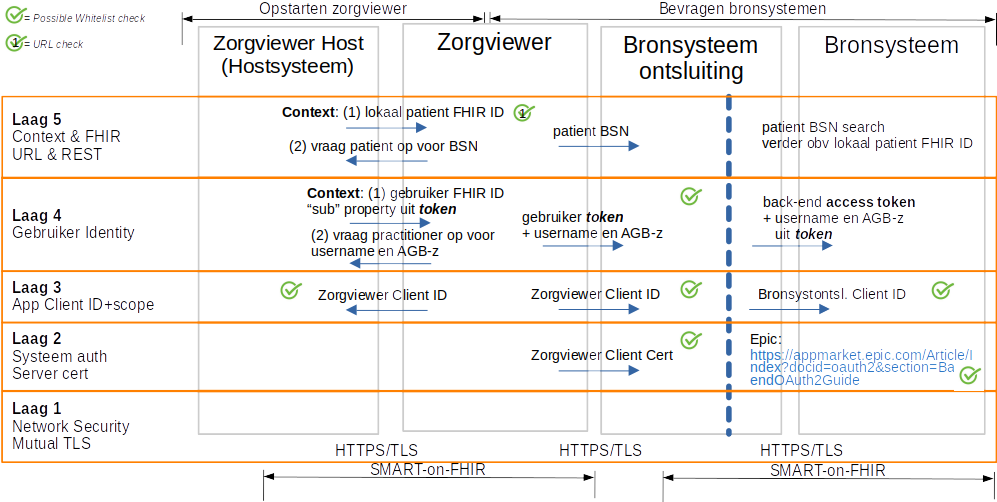 = Possible Whitelist check
1 = URL check
Opstarten zorgviewer
Bevragen bronsystemen
Zorgviewer Host
(Hostsysteem)
Zorgviewer
Bronsysteem
ontsluiting
Bronsysteem
Laag 5
Context & FHIR
URL & REST
Context: (1) lokaal patient FHIR ID
1
(2) vraag patient op voor BSN
patient BSN
patient BSN search
verder obv lokaal patient FHIR ID
Laag 4
Gebruiker Identity
Context: (1) gebruiker FHIR ID
“sub” property uit token
(2) vraag practitioner op voor
username en AGB-z
gebruiker token
+ username en AGB-z
back-end access token
+ username en AGB-z
uit token
Laag 3
App Client ID+scope
Zorgviewer Client ID
Zorgviewer Client ID
Bronsystontsl. Client ID
Laag 2
Systeem auth
Server cert
Zorgviewer Client Cert
Epic:
https://appmarket.epic.com/Article/I
ndex?docid=oauth2&section=Ba
endOAuth2Guide
Laag 1
Network Security
Mutual TLS
HTTPS/TLS
HTTPS/TLS
HTTPS/TLS
SMART-on-FHIR
SMART-on-FHIR